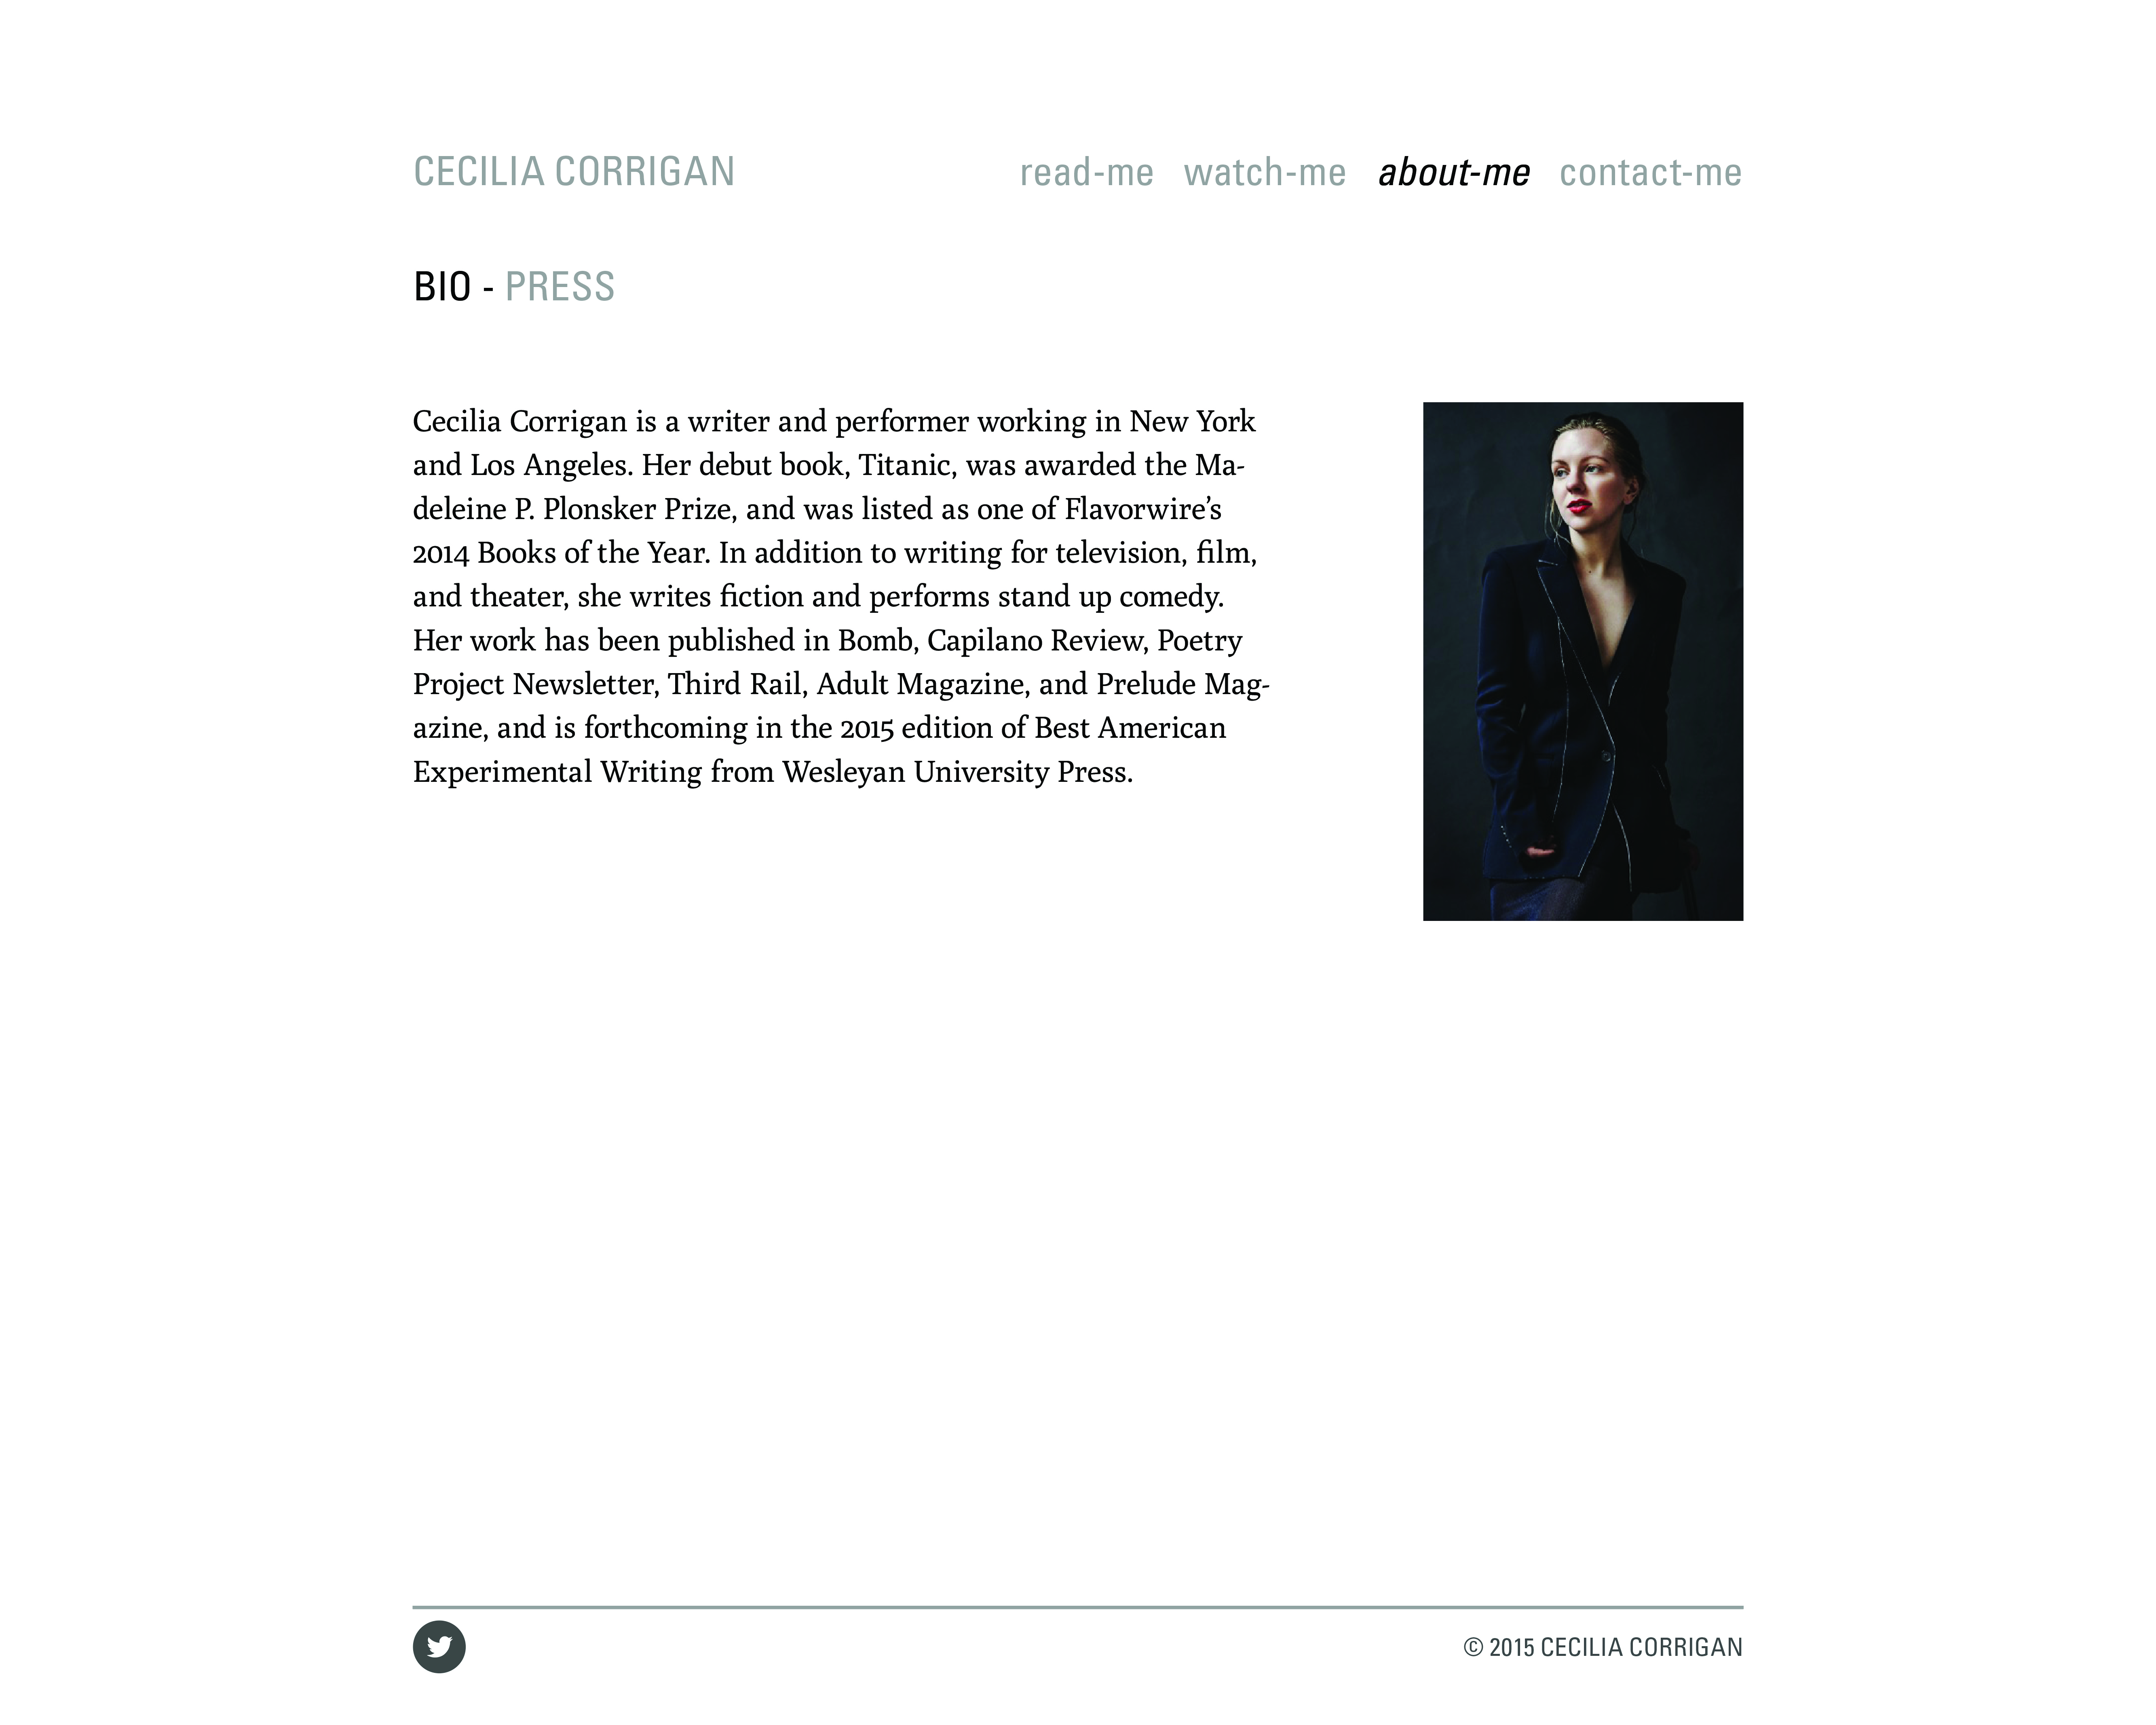 CECILIA CORRIGAN
read-me watch-me about-me contact-me
BIO - PRESS
Cecilia Corrigan is a writer and performer working in New York
and Los Angeles. Her debut book, Titanic, was awarded the Ma-
deleine P. Plonsker Prize, and was listed as one of Flavorwire’s
2014 Books of the Year. In addition to writing for television, film,
and theater, she writes fiction and performs stand up comedy.
Her work has been published in Bomb, Capilano Review, Poetry
Project Newsletter, Third Rail, Adult Magazine, and Prelude Mag-
azine, and is forthcoming in the 2015 edition of Best American
Experimental Writing from Wesleyan University Press.
© 2015 CECILIA CORRIGAN